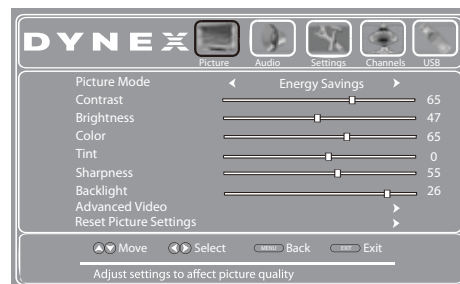 DYNEX
Picture Audio Settings Channels USB
Picture Mode Energy Savings
Contrast 65
Brightness 47
Color 65
Tint 0
Sharpness 55
Backlight 26
Advanced Video
Reset Picture Settings
Move Select MENU Back EXIT Exit
Adjust settings to affect picture quality